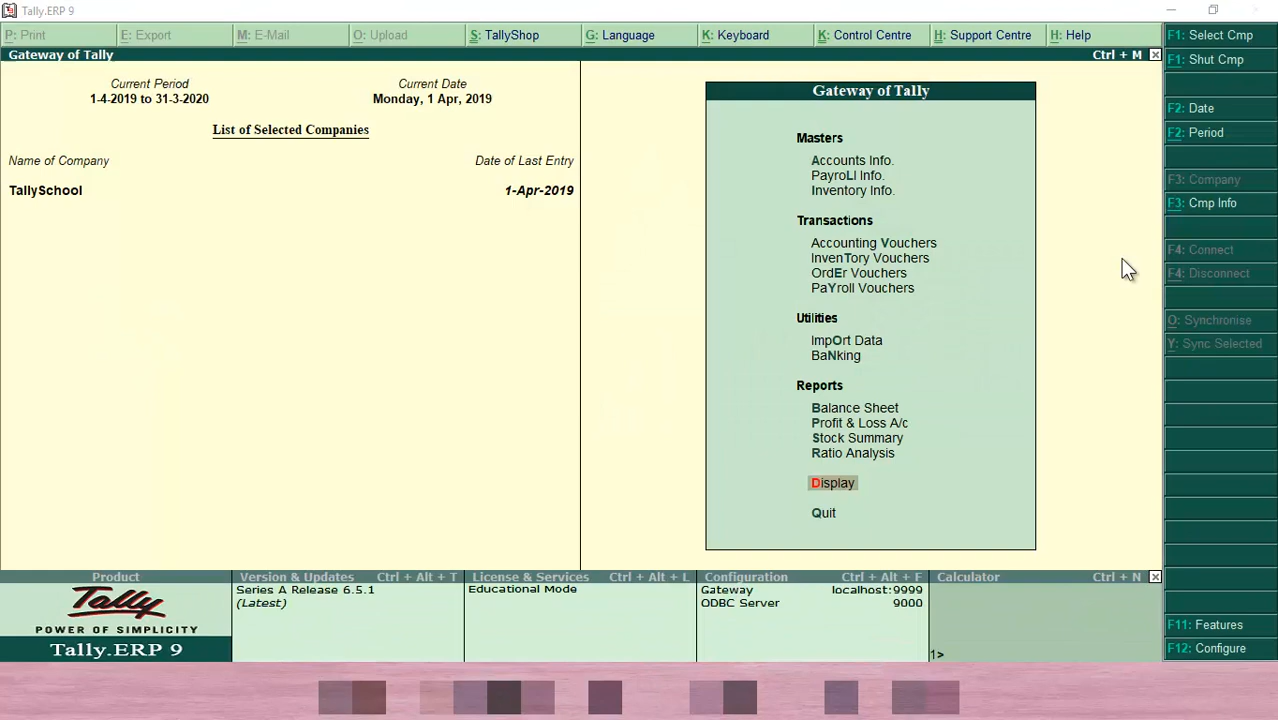 Tally.ERP 9
P: Print
E: Export
M: E-Mail
O: Upload
S: TallyShop
G: Language
K: Keyboard
K: Control Centre
H: Support Centre
H: Help
F1: Select Cmp
F1: Shut Cmp
F2: Date
F2: Period
F3: Company
F3: Cmp Info
F4: Connect
F4: Disconnect
O: Synchronise
Y: Sync Selected
F11: Features
F12: Configure
Gateway of Tally
Ctrl + M
Current Period
1-4-2019 to 31-3-2020
Current Date
Monday, 1 Apr, 2019
List of Selected Companies
Name of Company
Date of Last Entry
TallySchool
1-Apr-2019
Gateway of Tally
Masters
Accounts Info.
PayroLl Info.
Inventory Info.
Transactions
Accounting Vouchers
InvenTory Vouchers
OrdEr Vouchers
PaYroll Vouchers
Utilities
ImpOrt Data
BaNking
Reports
Balance Sheet
Profit & Loss A/c
Stock Summary
Ratio Analysis
Display
Quit
Product
Tally
POWER OF SIMPLICITY
Tally.ERP 9
Version & Updates Ctrl + Alt + T
Series A Release 6.5.1
(Latest)
License & Services Ctrl + Alt + L
Educational Mode
Configuration Ctrl + Alt + F
Gateway localhost:9999
ODBC Server 9000
Calculator Ctrl + N
1>